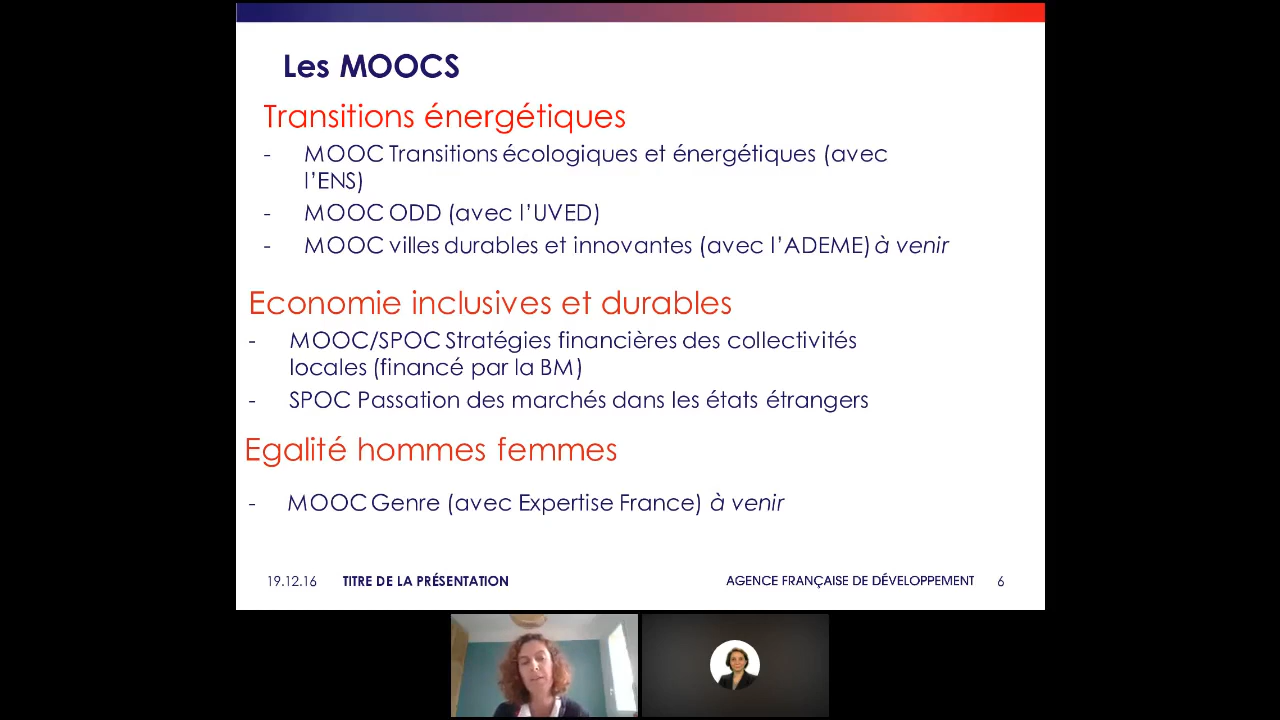 Les MOOCS
Transitions énergétiques
- MOOC Transitions écologiques et énergétiques (avec
l'ENS)
- MOOC ODD (avec l'UVED)
- MOOC villes durables et innovantes (avec l'ADEME) à venir
Economie inclusives et durables
- MOOC/SPOC Stratégies financières des collectivités
locales (financé par la BM)
- SPOC Passation des marchés dans les états étrangers
Egalité hommes femmes
- MOOC Genre (avec Expertise France) à venir
19.12.16 TITRE DE LA PRÉSENTATION AGENCE FRANÇAISE DE DÉVELOPPEMENT 6